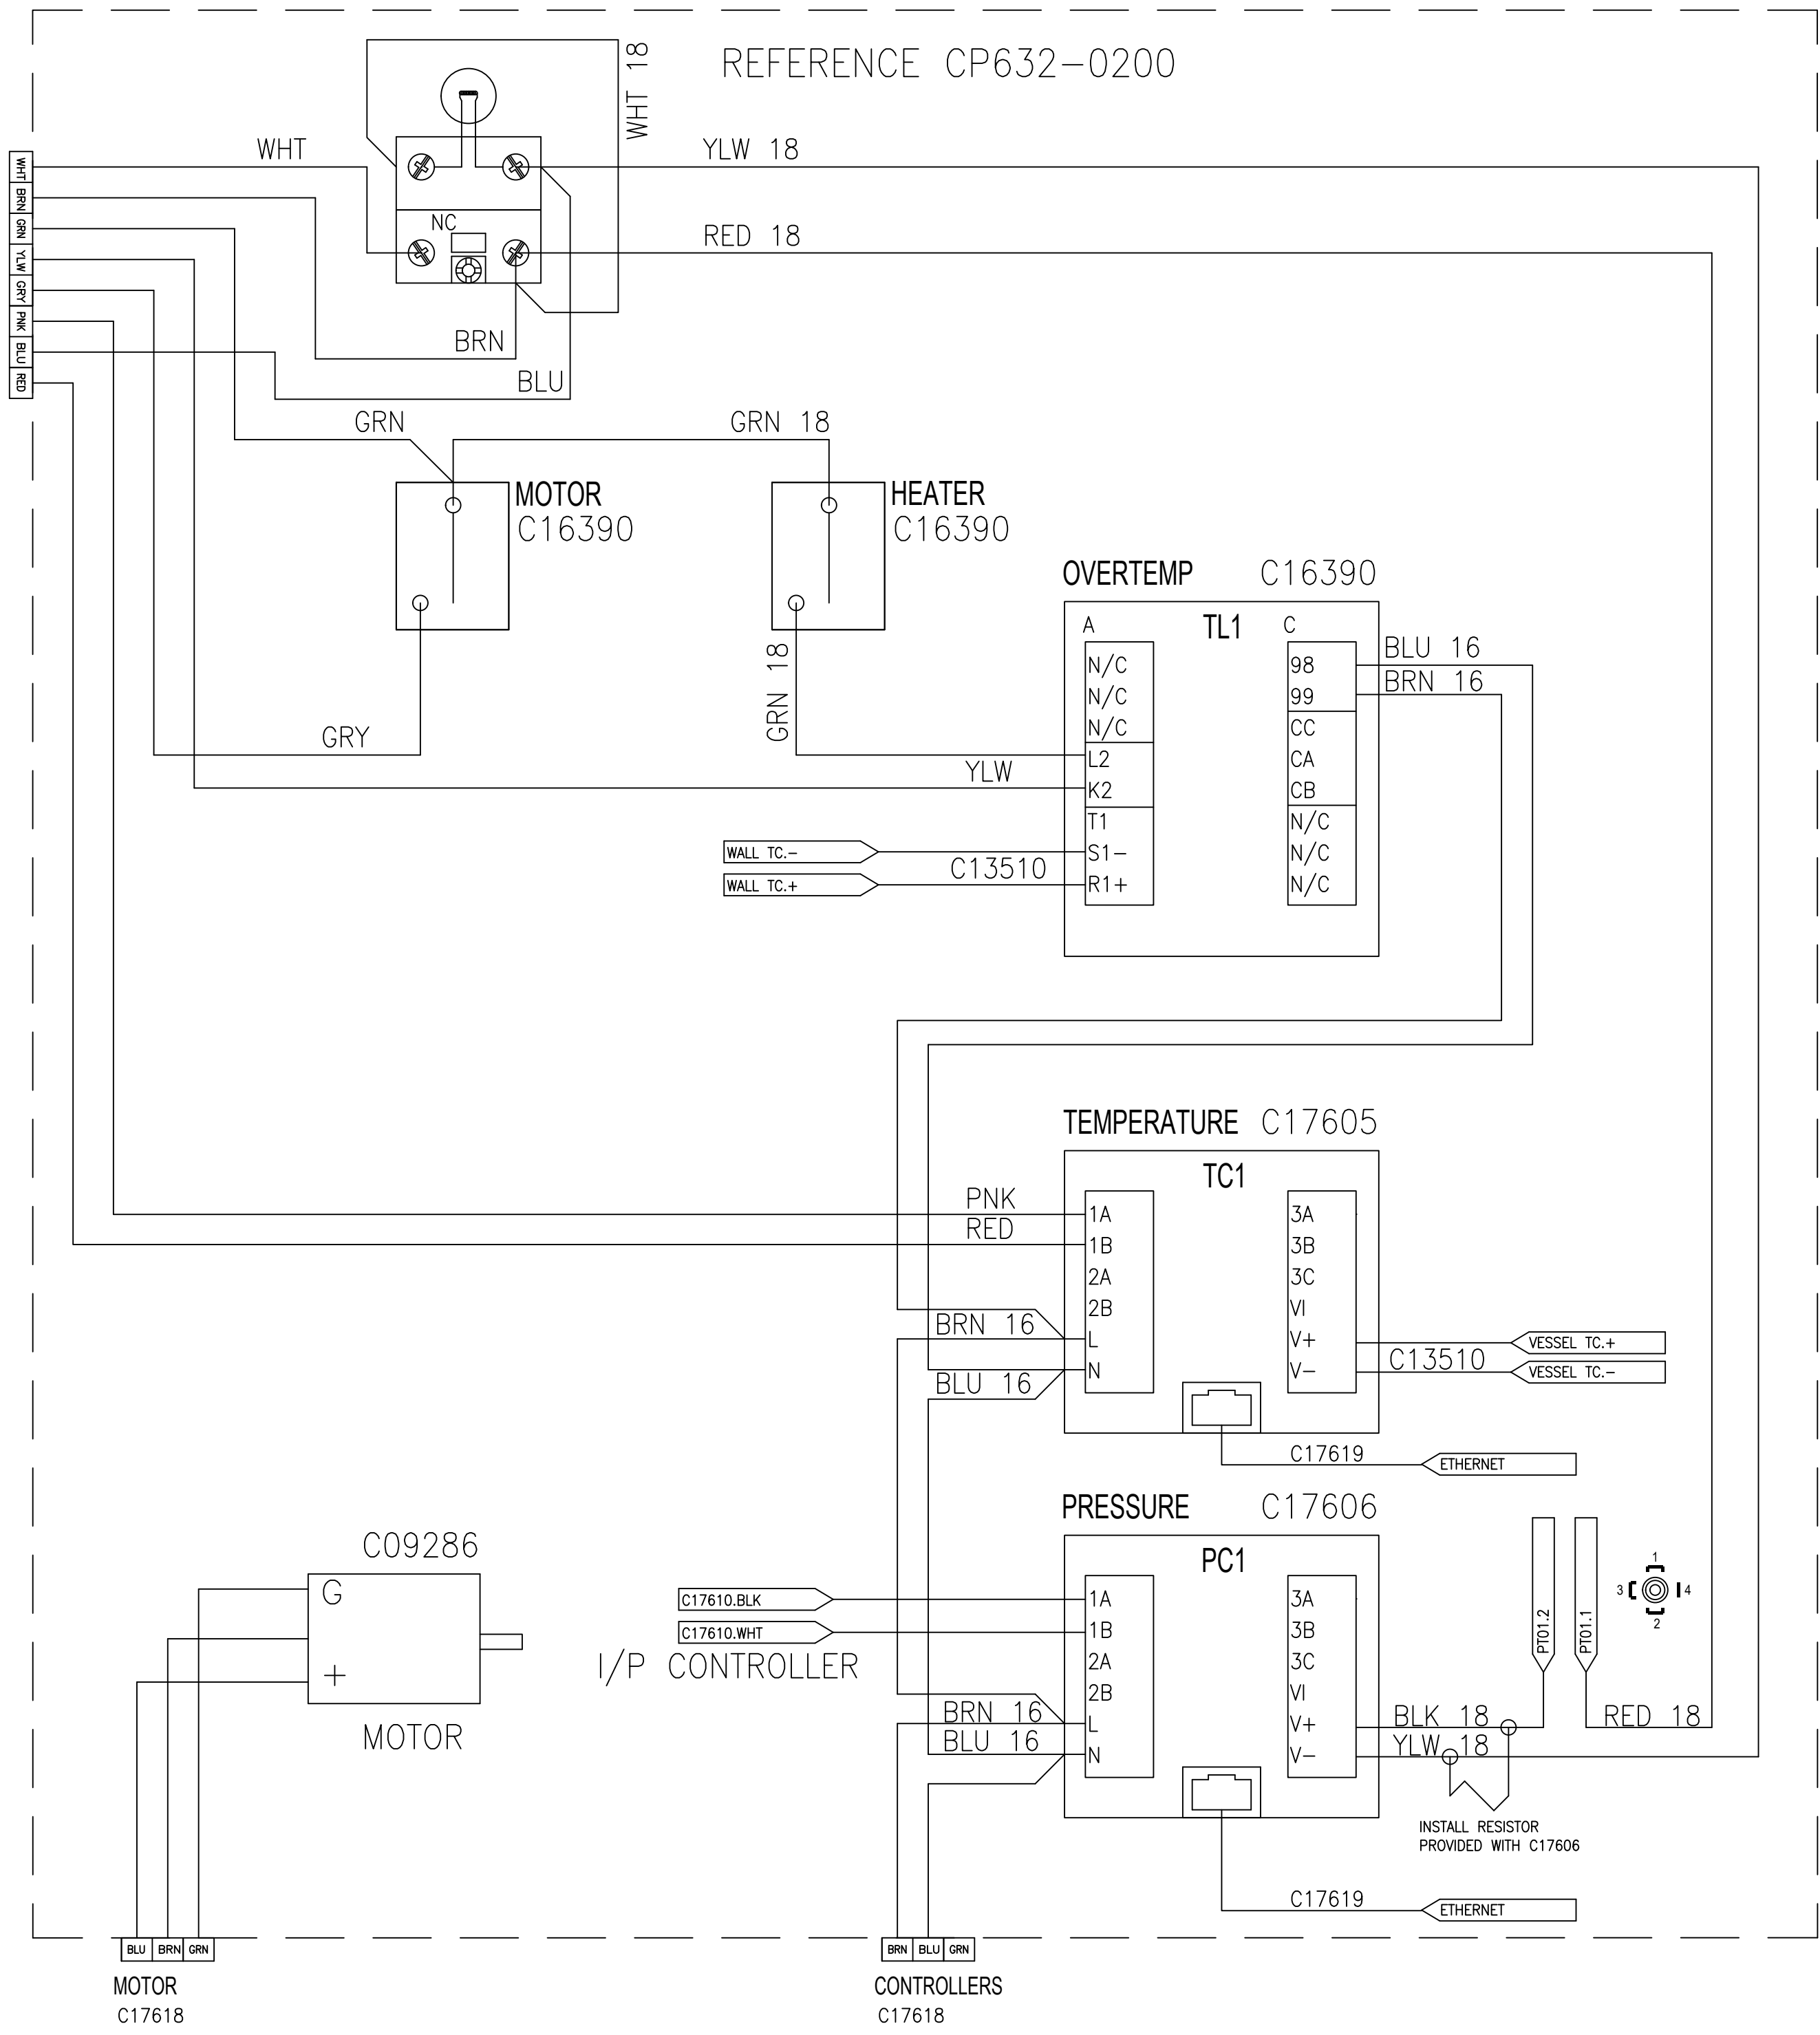 REFERENCE CP632-0200
WHT 18
WHT
YLW 18
NC
RED 18
BRN
BLU
WHT
BRN
GRN
YLW
GRY
PNK
BLU
RED
GRN
GRN 18
MOTOR
C16390
HEATER
C16390
GRY
GRN 18
OVERTEMP C16390
TL1
A
N/C
N/C
N/C
L2
K2
T1
S1-
R1+
C
98
99
CC
CA
CB
N/C
N/C
N/C
BLU 16
BRN 16
YLW
WALL TC.-
WALL TC.+
C13510
TEMPERATURE C17605
TC1
PNK
RED
1A
1B
2A
2B
L
N
3A
3B
3C
VI
V+
V-
BRN 16
BLU 16
VESSEL TC.+
C13510
VESSEL TC.-
C17619
ETHERNET
PRESSURE C17606
PC1
C17610.BLK
C17610.WHT
I/P CONTROLLER
1A
1B
2A
2B
L
N
3A
3B
3C
VI
V+
V-
BRN 16
BLU 16
PT01.2
PT01.1
1
3
4
2
BLK 18
RED 18
YLW 18
INSTALL RESISTOR
PROVIDED WITH C17606
C17619
ETHERNET
C09286
G
+
MOTOR
BLU
BRN
GRN
MOTOR
C17618
BRN
BLU
GRN
CONTROLLERS
C17618